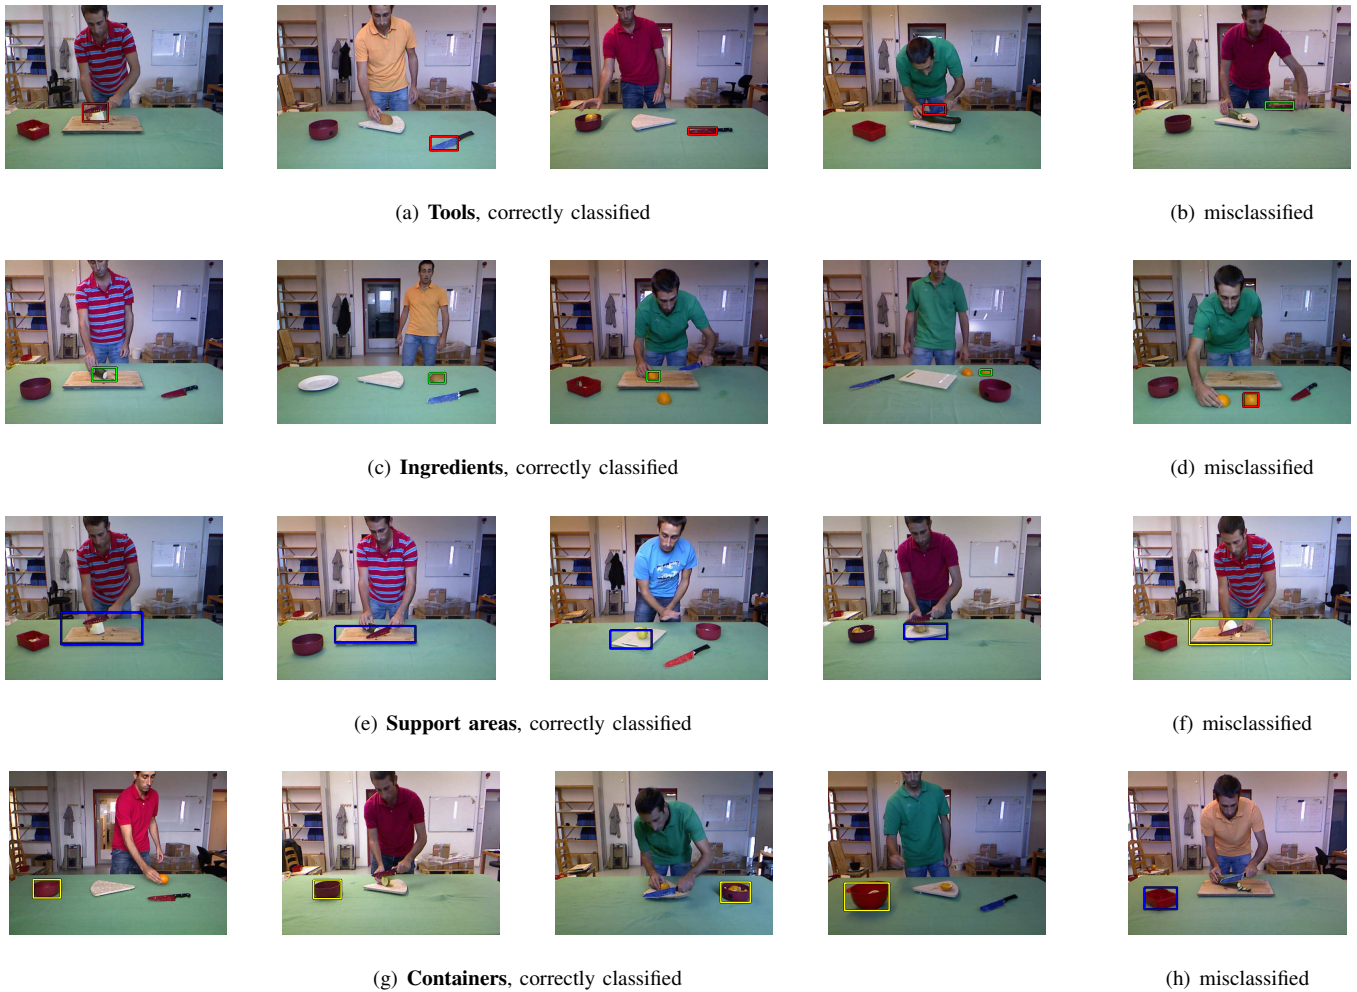 (a) Tools, correctly classified
(b) misclassified
(c) Ingredients, correctly classified
(d) misclassified
(e) Support areas, correctly classified
(f) misclassified
(g) Containers, correctly classified
(h) misclassified